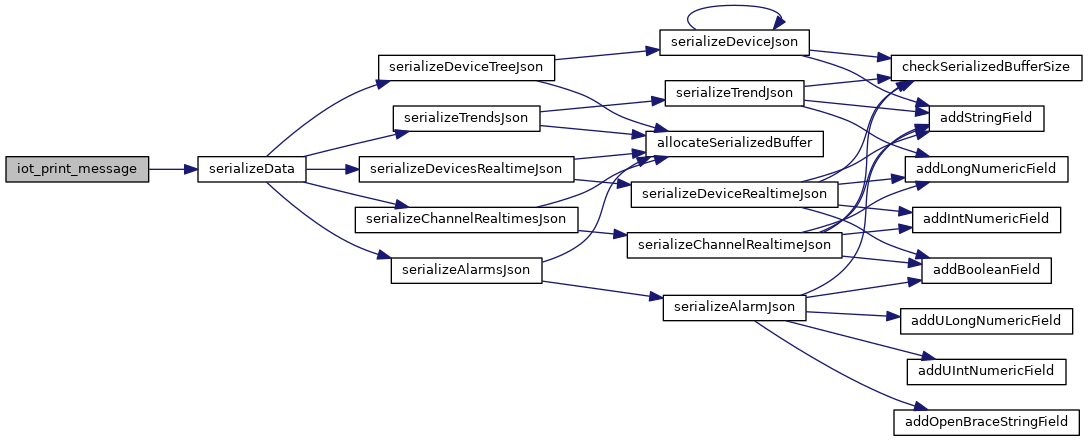 iot_print_message
serializeData
serializeDeviceTreeJson
serializeTrendsJson
serializeDevicesRealtimeJson
serializeChannelRealtimesJson
serializeAlarmsJson
serializeDeviceJson
serializeTrendJson
allocateSerializedBuffer
serializeDeviceRealtimeJson
serializeChannelRealtimeJson
serializeAlarmJson
checkSerializedBufferSize
addStringField
addLongNumericField
addIntNumericField
addBooleanField
addULongNumericField
addUIntNumericField
addOpenBraceStringField